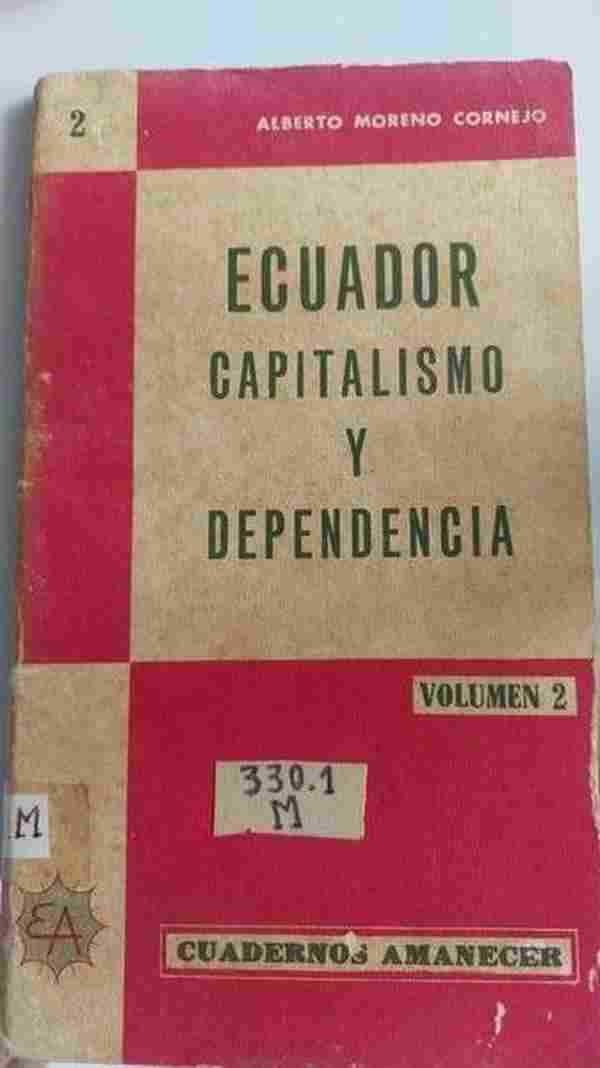 2
ALBERTO MORENO CORNEJO
ECUADOR
CAPITALISMO
Y
DEPENDENCIA
VOLUMEN 2
330.1
M
M
EA
CUADERNOS AMANECER